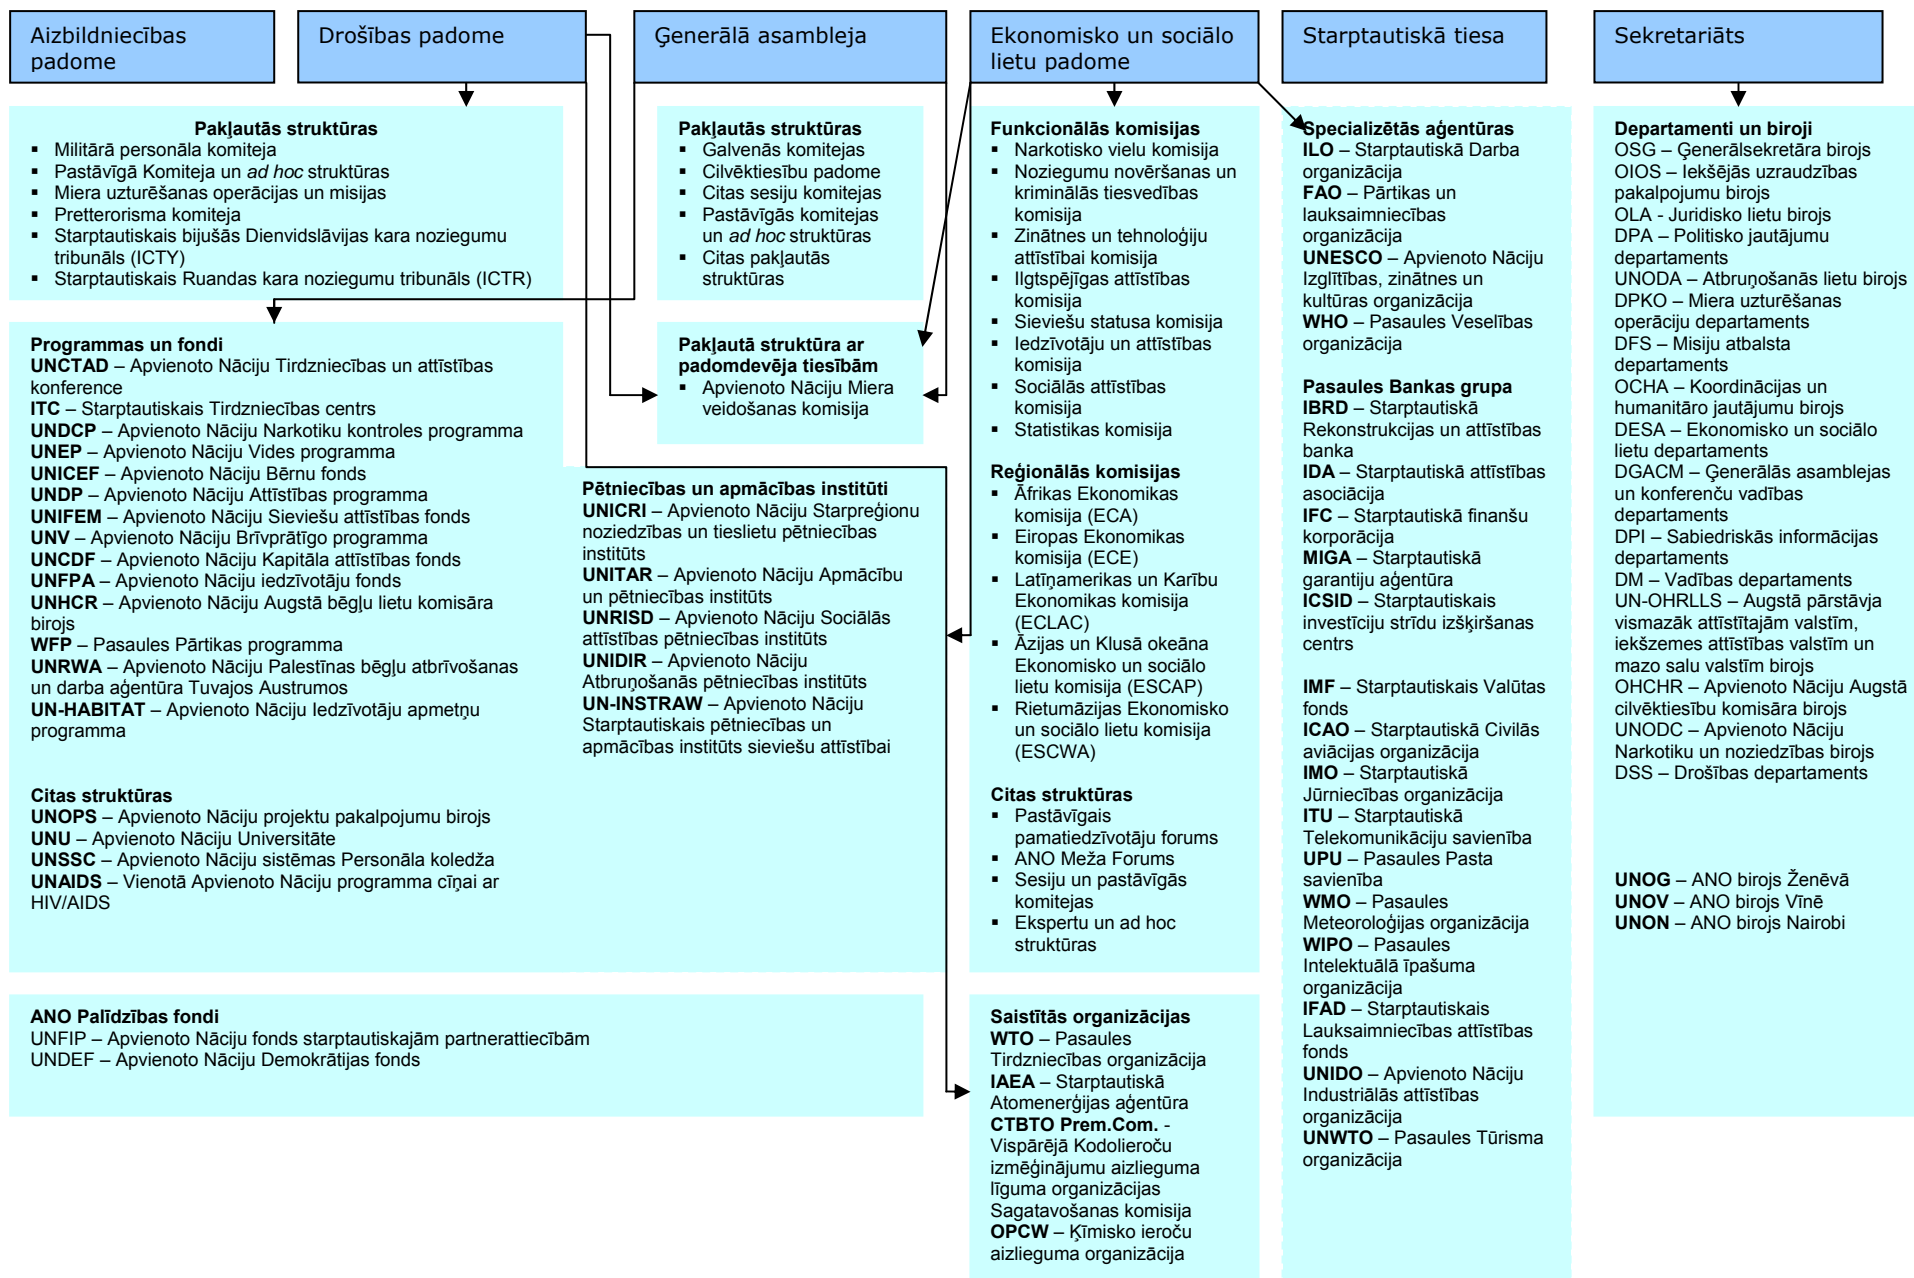 Aizbildniecības
padome
Drošības padome
Ģenerālā asambleja
Ekonomisko un sociālo
lietu padome
Starptautiskā tiesa
Sekretariāts
Pakļautās struktūras
▪ Militārā personāla komiteja
▪ Pastāvīgā Komiteja un ad hoc struktūras
▪ Miera uzturēšanas operācijas un misijas
▪ Pretterorisma komiteja
▪ Starptautiskais bijušās Dienvidslāvijas kara noziegumu
tribunāls (ICTY)
▪ Starptautiskais Ruandas kara noziegumu tribunāls (ICTR)
Programmas un fondi
UNCTAD – Apvienoto Nāciju Tirdzniecības un attīstības
konference
ITC – Starptautiskais Tirdzniecības centrs
UNDCP – Apvienoto Nāciju Narkotiku kontroles programma
UNEP – Apvienoto Nāciju Vides programma
UNICEF – Apvienoto Nāciju Bērnu fonds
UNDP – Apvienoto Nāciju Attīstības programma
UNIFEM – Apvienoto Nāciju Sieviešu attīstības fonds
UNV – Apvienoto Nāciju Brīvprātīgo programma
UNCDF – Apvienoto Nāciju Kapitāla attīstības fonds
UNFPA – Apvienoto Nāciju iedzīvotāju fonds
UNHCR – Apvienoto Nāciju Augstā bēgļu lietu komisāra
birojs
WFP – Pasaules Pārtikas programma
UNRWA – Apvienoto Nāciju Palestīnas bēgļu atbrīvošanas
un darba aģentūra Tuvajos Austrumos
UN-HABITAT – Apvienoto Nāciju Iedzīvotāju apmetņu
programma
Citas struktūras
UNOPS – Apvienoto Nāciju projektu pakalpojumu birojs
UNU – Apvienoto Nāciju Universitāte
UNSSC – Apvienoto Nāciju sistēmas Personāla koledža
UNAIDS – Vienotā Apvienoto Nāciju programma cīņai ar
HIV/AIDS
ANO Palīdzības fondi
UNFIP – Apvienoto Nāciju fonds starptautiskajām partnerattiecībām
UNDEF – Apvienoto Nāciju Demokrātijas fonds
Pakļautās struktūras
▪ Galvenās komitejas
▪ Cilvēktiesību padome
▪ Citas sesiju komitejas
▪ Pastāvīgās komitejas
un ad hoc struktūras
▪ Citas pakļautās
struktūras
Pakļautā struktūra ar
padomdevēja tiesībām
▪ Apvienoto Nāciju Miera
veidošanas komisija
Pētniecības un apmācības institūti
UNICRI – Apvienoto Nāciju Starpreģionu
noziedzības un tieslietu pētniecības
institūts
UNITAR – Apvienoto Nāciju Apmācību
un pētniecības institūts
UNRISD – Apvienoto Nāciju Sociālās
attīstības pētniecības institūts
UNIDIR – Apvienoto Nāciju
Atbruņošanās pētniecības institūts
UN-INSTRAW – Apvienoto Nāciju
Starptautiskais pētniecības un
apmācības institūts sieviešu attīstībai
Funkcionālās komisijas
▪ Narkotisko vielu komisija
▪ Noziegumu novēršanas un
kriminālās tiesvedības
komisija
▪ Zinātnes un tehnoloģiju
attīstībai komisija
▪ Ilgtspējīgas attīstības
komisija
▪ Sieviešu statusa komisija
▪ Iedzīvotāju un attīstības
komisija
▪ Sociālās attīstības
komisija
▪ Statistikas komisija
Reģionālās komisijas
▪ Āfrikas Ekonomikas
komisija (ECA)
▪ Eiropas Ekonomikas
komisija (ECE)
▪ Latīņamerikas un Karību
Ekonomikas komisija
(ECLAC)
▪ Āzijas un Klusā okeāna
Ekonomisko un sociālo
lietu komisija (ESCAP)
▪ Rietumāzijas Ekonomisko
un sociālo lietu komisija
(ESCWA)
Citas struktūras
▪ Pastāvīgais
pamatiedzīvotāju forums
▪ ANO Meža Forums
▪ Sesiju un pastāvīgās
komitejas
▪ Ekspertu un ad hoc
struktūras
Saistītās organizācijas
WTO – Pasaules
Tirdzniecības organizācija
IAEA – Starptautiskā
Atomenerģijas aģentūra
CTBTO Prem.Com. -
Vispārējā Kodolieroču
izmēģinājumu aizlieguma
līguma organizācijas
Sagatavošanas komisija
OPCW – Ķīmisko ieroču
aizlieguma organizācija
Specializētās aģentūras
ILO – Starptautiskā Darba
organizācija
FAO – Pārtikas un
lauksaimniecības
organizācija
UNESCO – Apvienoto Nāciju
Izglītības, zinātnes un
kultūras organizācija
WHO – Pasaules Veselības
organizācija
Pasaules Bankas grupa
IBRD – Starptautiskā
Rekonstrukcijas un attīstības
banka
IDA – Starptautiskā attīstības
asociācija
IFC – Starptautiskā finanšu
korporācija
MIGA – Starptautiskā
garantiju aģentūra
ICSID – Starptautiskais
investīciju strīdu izšķiršanas
centrs
IMF – Starptautiskais Valūtas
fonds
ICAO – Starptautiskā Civilās
aviācijas organizācija
IMO – Starptautiskā
Jūrniecības organizācija
ITU – Starptautiskā
Telekomunikāciju savienība
UPU – Pasaules Pasta
savienība
WMO – Pasaules
Meteoroloģijas organizācija
WIPO – Pasaules
Intelektuālā īpašuma
organizācija
IFAD – Starptautiskais
Lauksaimniecības attīstības
fonds
UNIDO – Apvienoto Nāciju
Industriālās attīstības
organizācija
UNWTO – Pasaules Tūrisma
organizācija
Departamenti un biroji
OSG – Ģenerālsekretāra birojs
OIOS – Iekšējās uzraudzības
pakalpojumu birojs
OLA - Juridisko lietu birojs
DPA – Politisko jautājumu
departaments
UNODA – Atbruņošanās lietu birojs
DPKO – Miera uzturēšanas
operāciju departaments
DFS – Misiju atbalsta
departaments
OCHA – Koordinācijas un
humanitāro jautājumu birojs
DESA – Ekonomisko un sociālo
lietu departaments
DGACM – Ģenerālās asamblejas
un konferenču vadības
departaments
DPI – Sabiedriskās informācijas
departaments
DM – Vadības departaments
UN-OHRLLS – Augstā pārstāvja
vismazāk attīstītajām valstīm,
iekšzemes attīstības valstīm un
mazo salu valstīm birojs
OHCHR – Apvienoto Nāciju Augstā
cilvēktiesību komisāra birojs
UNODC – Apvienoto Nāciju
Narkotiku un noziedzības birojs
DSS – Drošības departaments
UNOG – ANO birojs Ženēvā
UNOV – ANO birojs Vīnē
UNON – ANO birojs Nairobi